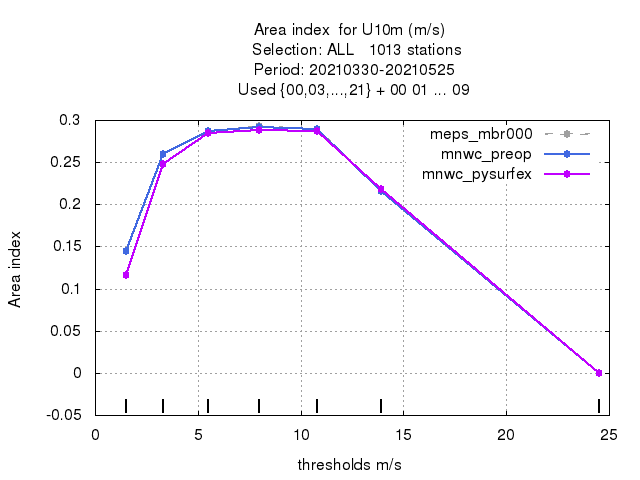 Area index  for U10m (m/s)
Selection: ALL   1013 stations
Period: 20210330-20210525
Used {00,03,...,21} + 00 01 ... 09
meps_mbr000
mnwc_preop
mnwc_pysurfex
0.3
0.25
0.2
0.15
0.1
0.05
0
-0.05
Area index
0 5 10 15 20 25
thresholds m/s